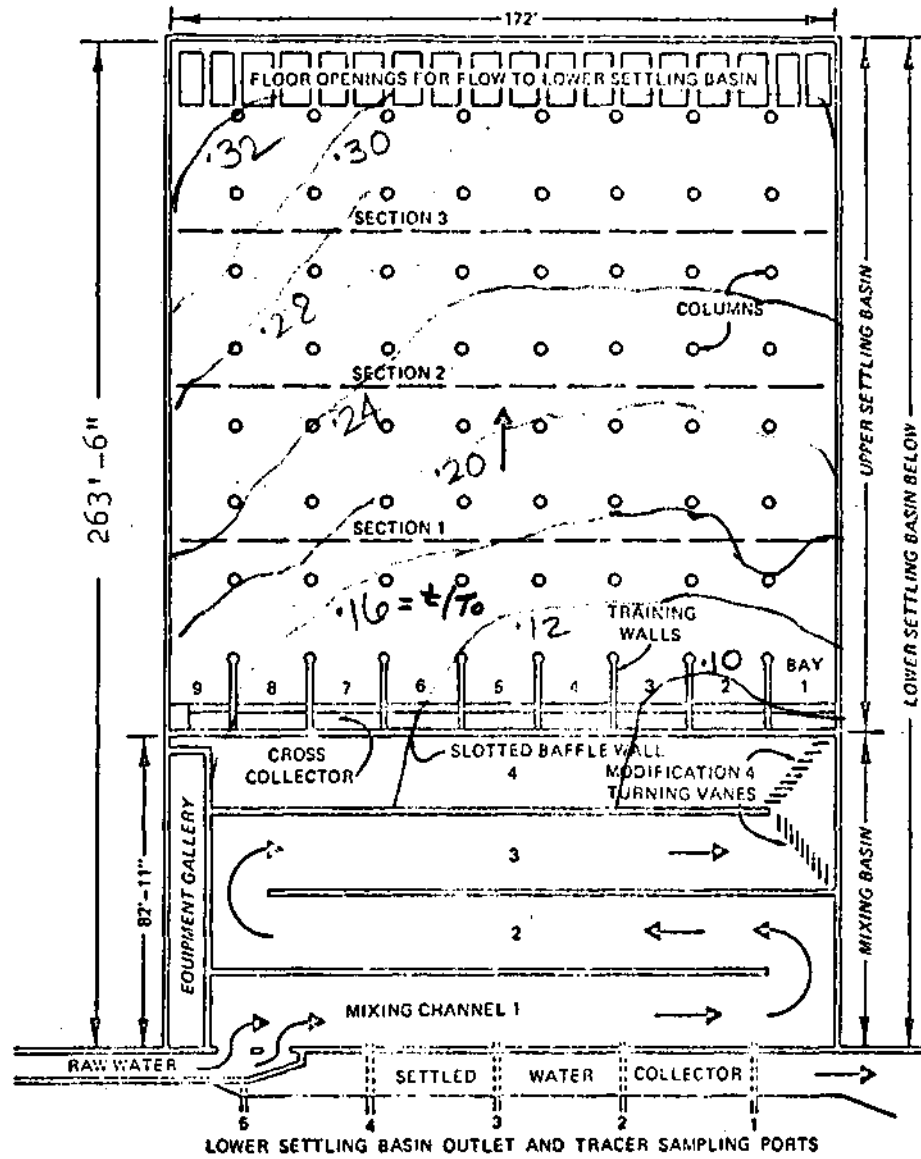 172'
FLOOR OPENINGS FOR FLOW TO LOWER SETTLING BASIN
.32
.30
SECTION 3
.28
COLUMNS
SECTION 2
.24
.20
SECTION 1
.16 = t/T0
.12
TRAINING
WALLS
.10
BAY
9 8 7 6 5 4 3 2 1
CROSS
COLLECTOR
SLOTTED BAFFLE WALL
4
MODIFICATION 4
TURNING VANES
3
2
MIXING CHANNEL 1
RAW WATER
SETTLED WATER COLLECTOR
5 4 3 2 1
LOWER SETTLING BASIN OUTLET AND TRACER SAMPLING PORTS
263'-6"
82'-11"
EQUIPMENT GALLERY
UPPER SETTLING BASIN
MIXING BASIN
LOWER SETTLING BASIN BELOW